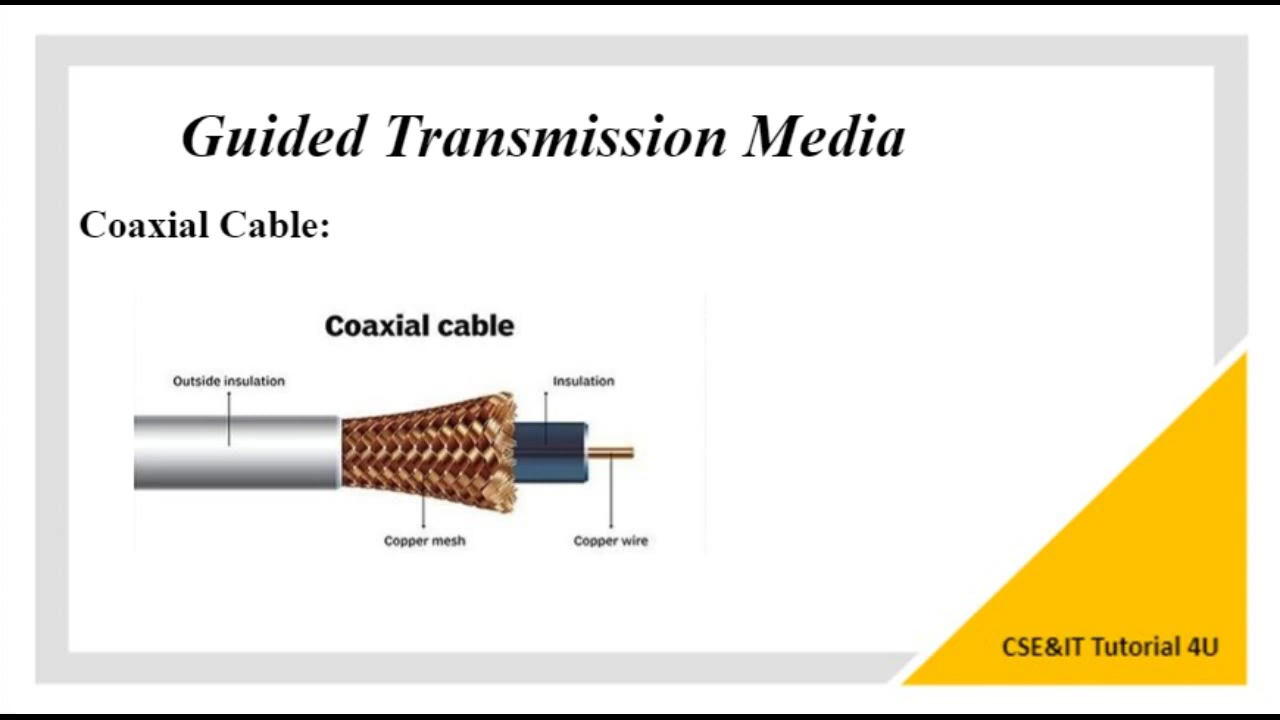 Guided Transmission Media
Coaxial Cable:
Coaxial cable
Outside insulation
Insulation
Copper mesh
Copper wire
CSE&IT Tutorial 4U